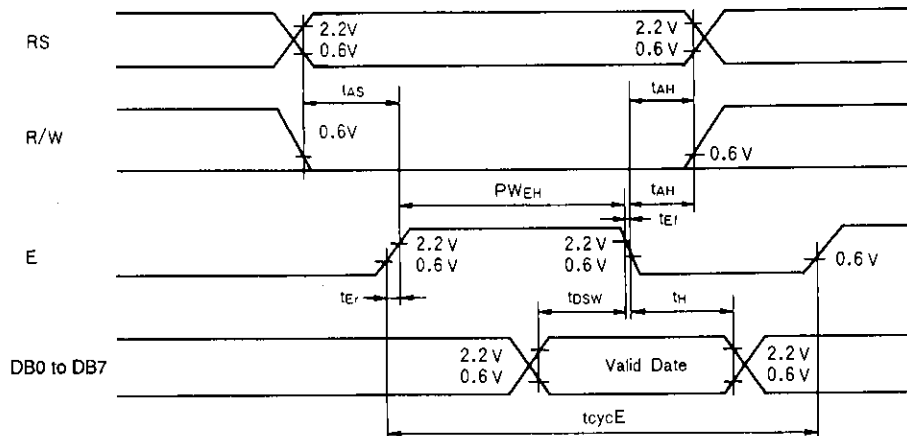 RS
2.2V
0.6V
2.2V
0.6V
tAS
tAH
R/W
0.6V
0.6V
PWEH
tAH
tEf
E
2.2 V
0.6 V
2.2V
0.6V
0.6V
tEr
tDSW
tH
DB0 to DB7
2.2V
0.6V
Valid Date
2.2V
0.6V
tcycE